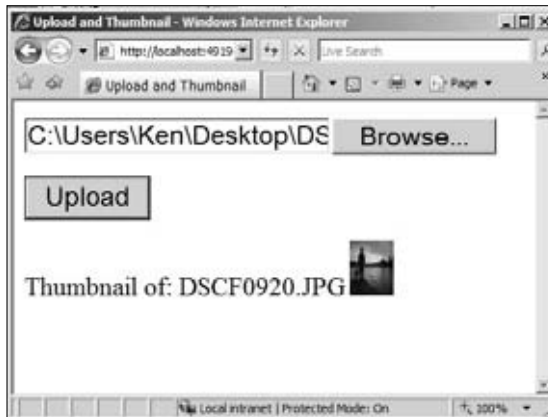 Upload and Thumbnail - Windows Internet Explorer
http://localhost:4919
Live Search
Upload and Thumbnail
Page
C:\Users\Ken\Desktop\DS
Browse...
Upload
Thumbnail of: DSCF0920.JPG
Local intranet | Protected Mode: On
100%